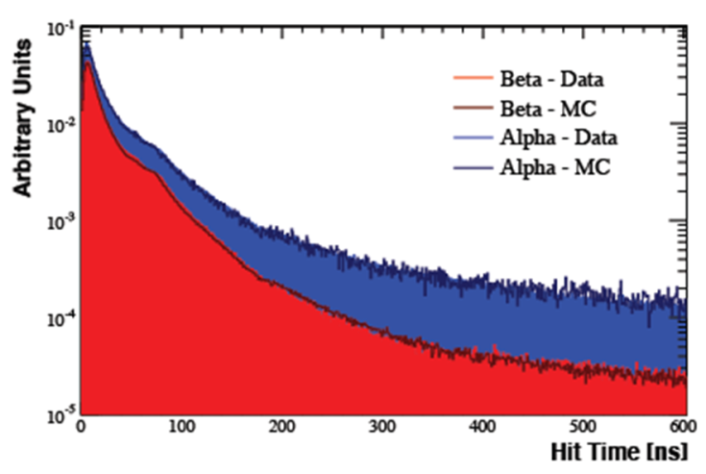 Arbitrary Units
10⁻¹
10⁻²
10⁻³
10⁻⁴
10⁻⁵
Beta - Data
Beta - MC
Alpha - Data
Alpha - MC
0 100 200 300 400 500 600
Hit Time [ns]